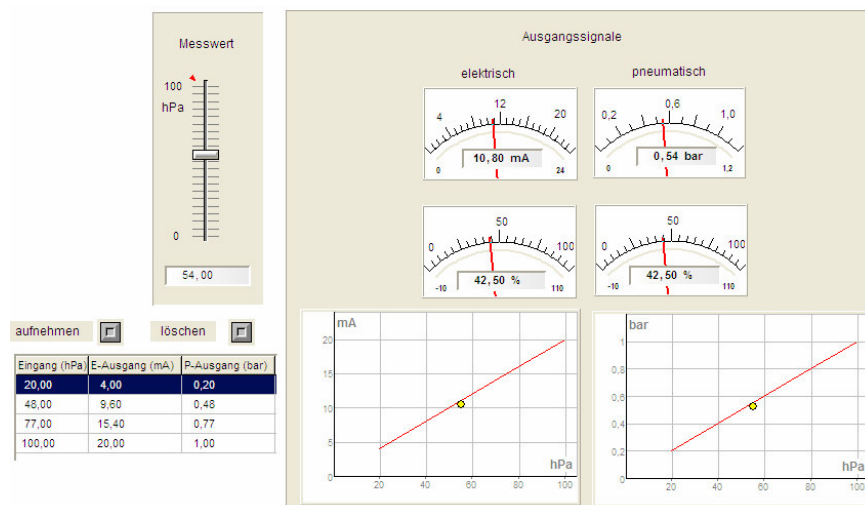 Messwert
100
hPa
0
54,00
aufnehmen löschen
Eingang (hPa) E-Ausgang (mA) P-Ausgang (bar)
20,00 4,00 0,20
48,00 9,60 0,48
77,00 15,40 0,77
100,00 20,00 1,00
Ausgangssignale
elektrisch pneumatisch
4 12 20
10,80 mA
0 24
0,2 0,6 1,0
0,54 bar
0 1,2
0 50 100
42,50 %
-10 110
0 50 100
42,50 %
-10 110
mA
20
15
10
5
0
20 40 60 80 100
hPa
bar
1
0,8
0,6
0,4
0,2
0
20 40 60 80 100
hPa